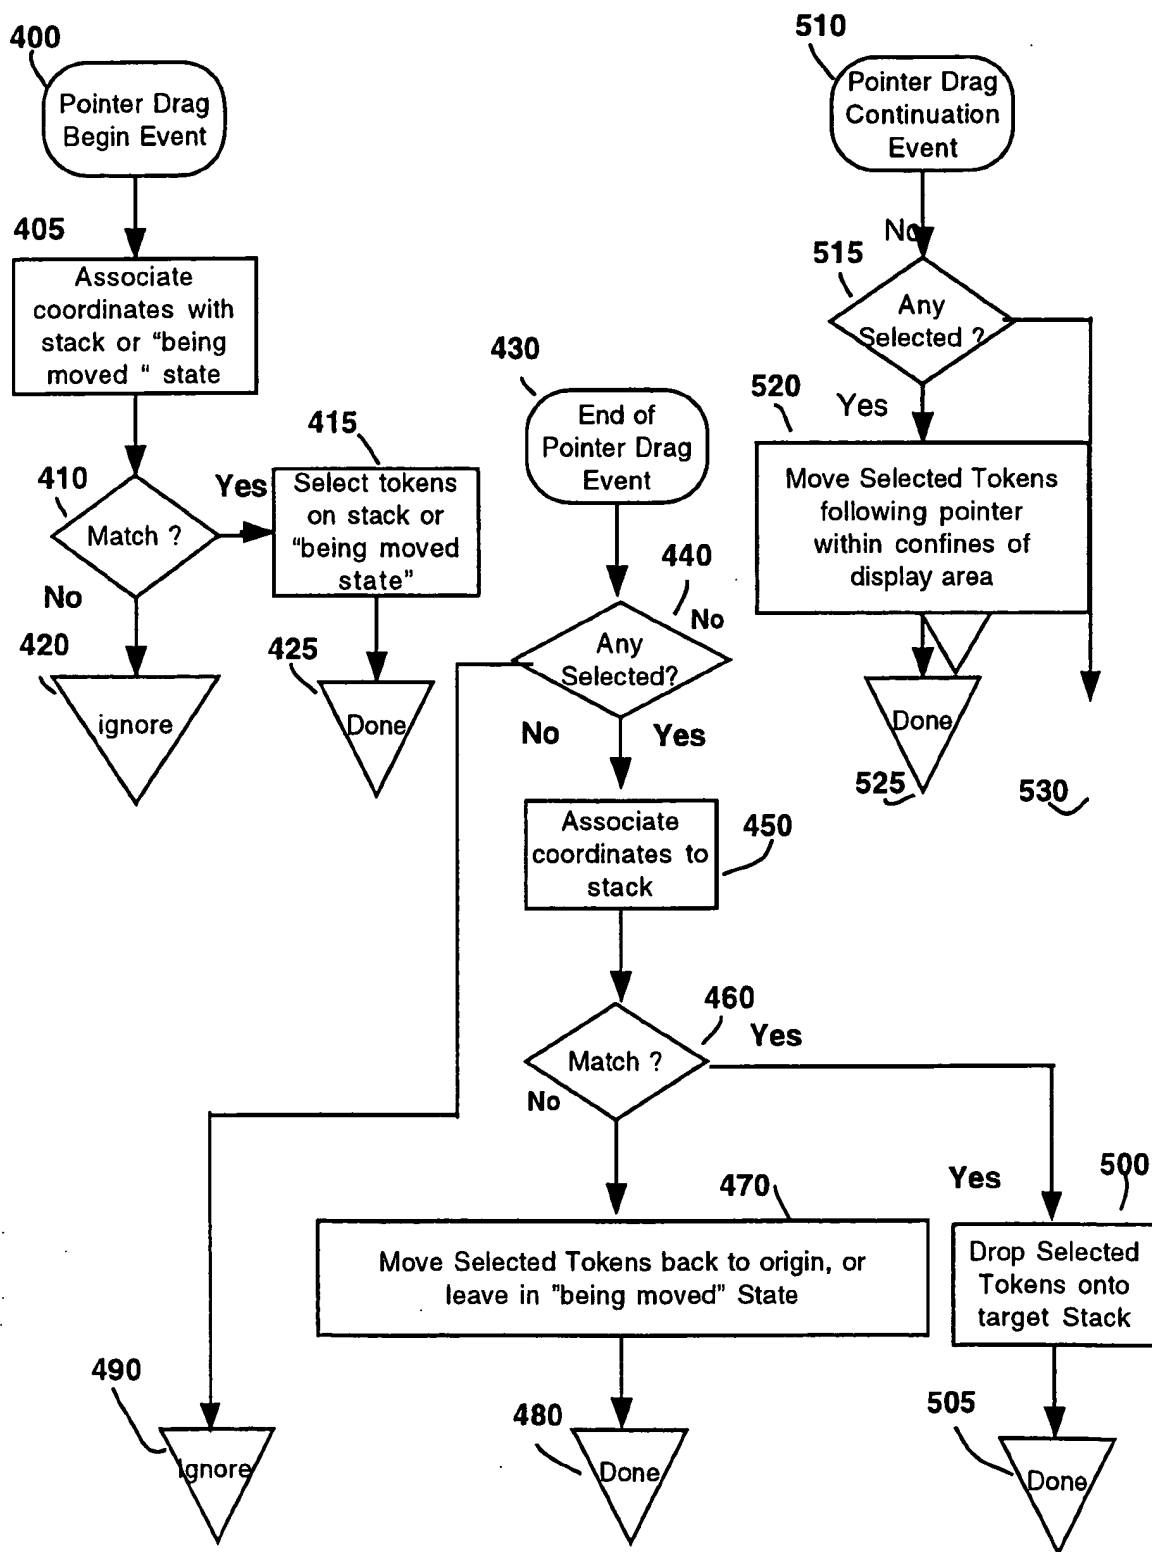 400
Pointer Drag
Begin Event
405
Associate
coordinates with
stack or "being
moved " state
410
Match ?
Yes
No
415
Select tokens
on stack or
"being moved
state"
420
ignore
425
Done
430
End of
Pointer Drag
Event
440
No
Any
Selected?
No
Yes
450
Associate
coordinates to
stack
460
Yes
Match ?
No
470
Move Selected Tokens back to origin, or
leave in "being moved" State
Yes
500
Drop Selected
Tokens onto
target Stack
490
Ignore
480
Done
505
Done
510
Pointer Drag
Continuation
Event
No
515
Any
Selected ?
Yes
520
Move Selected Tokens
following pointer
within confines of
display area
Done
525
530